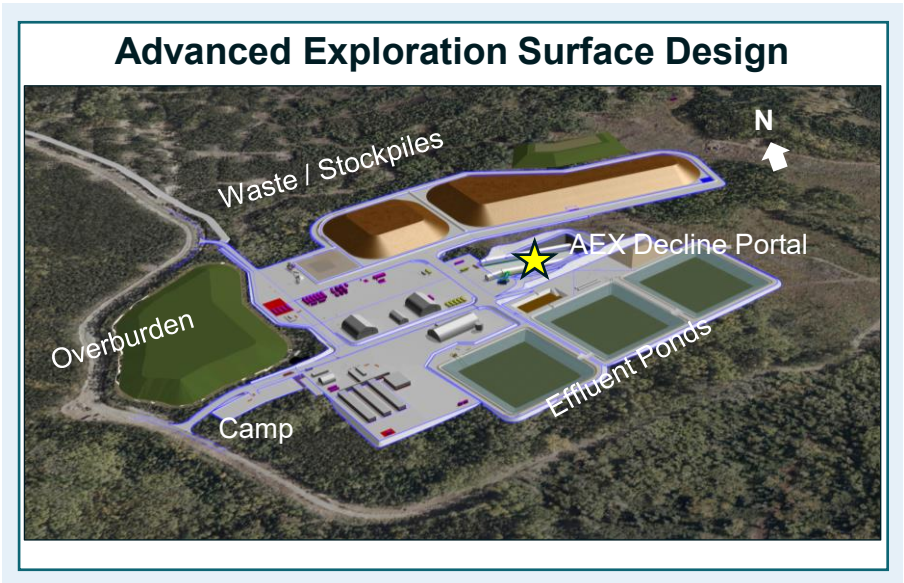 Advanced Exploration Surface Design
N
Waste / Stockpiles
AEX Decline Portal
Overburden
Effluent Ponds
Camp